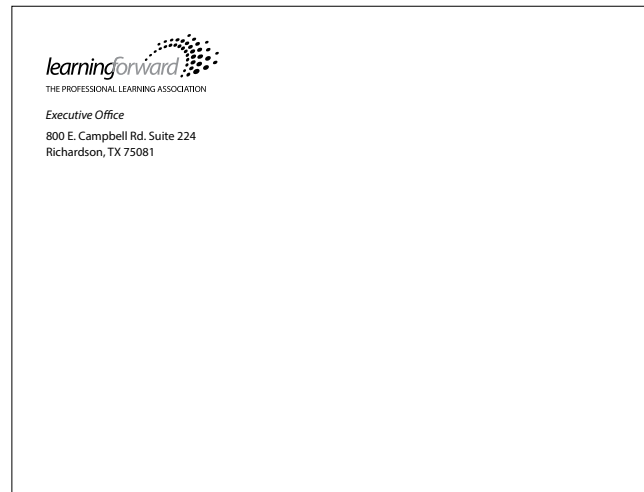 learningforward
THE PROFESSIONAL LEARNING ASSOCIATION
Executive Office
800 E. Campbell Rd. Suite 224
Richardson, TX 75081